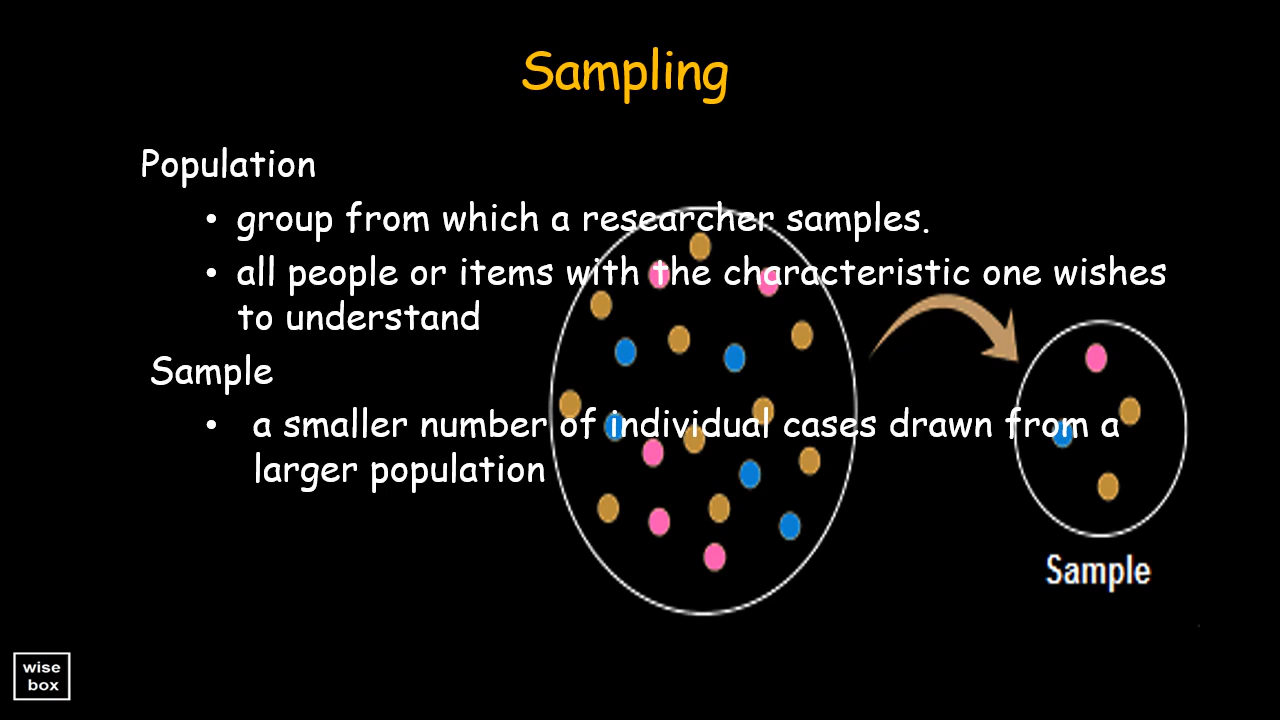 Sampling
Population
• group from which a researcher samples.
• all people or items with the characteristic one wishes
to understand
Sample
• a smaller number of individual cases drawn from a
larger population
Sample
wise
box